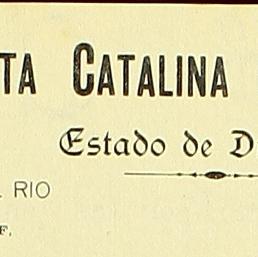 TA CATALINA
Estado de D
RIO
F.